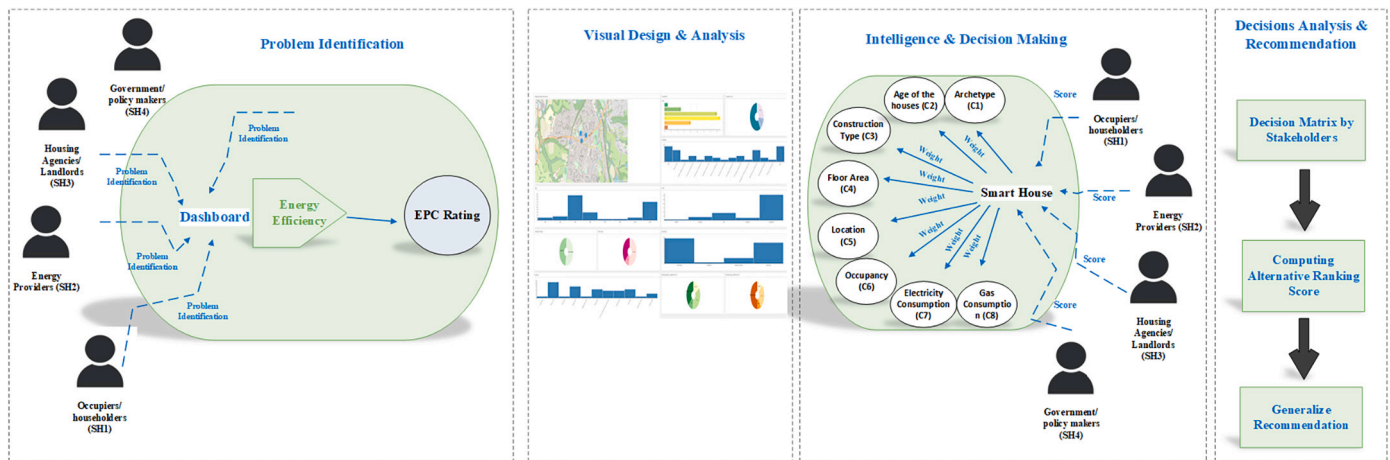 Problem Identification
Government/
policy makers
(SH4)
Housing
Agencies/
Landlords
(SH3)
Energy
Providers (SH2)
Occupiers/
householders
(SH1)
Problem
Identification
Problem
Identification
Problem
Identification
Problem
Identification
Dashboard
Energy
Efficiency
EPC Rating
Visual Design & Analysis
Intelligence & Decision Making
Archetype
(C1)
Age of the
houses (C2)
Construction
Type (C3)
Floor Area
(C4)
Location
(C5)
Occupancy
(C6)
Electricity
Consumption
(C7)
Gas
Consumptio
n (C8)
Weight
Weight
Weight
Weight
Weight
Weight
Weight
Weight
Smart House
Score
Score
Score
Score
Occupiers/
householders
(SH1)
Energy
Providers (SH2)
Housing
Agencies/
Landlords
(SH3)
Government/
policy makers
(SH4)
Decisions Analysis &
Recommendation
Decision Matrix by
Stakeholders
Computing
Alternative Ranking
Score
Generalize
Recommendation